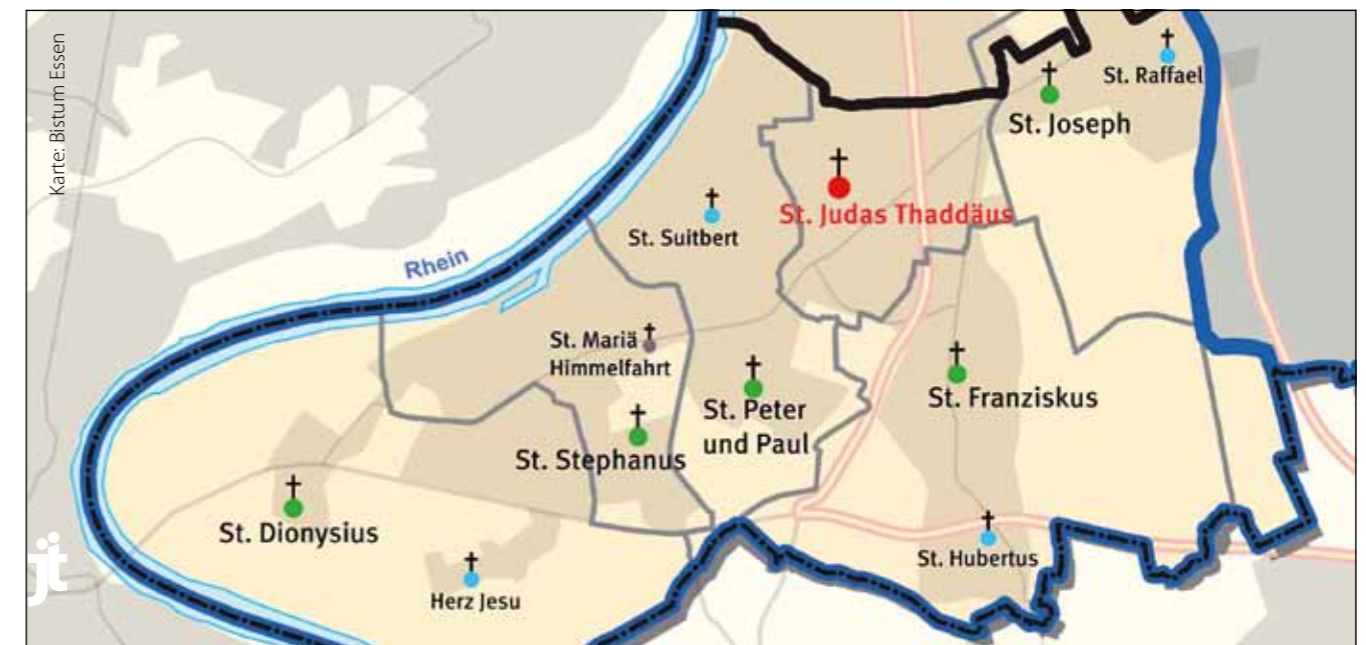 Karte: Bistum Essen
St. Raffael
St. Joseph
St. Judas Thaddäus
St. Suitbert
Rhein
St. Mariä
Himmelfahrt
St. Franziskus
St. Peter
und Paul
St. Stephanus
St. Dionysius
St. Hubertus
Herz Jesu
jt